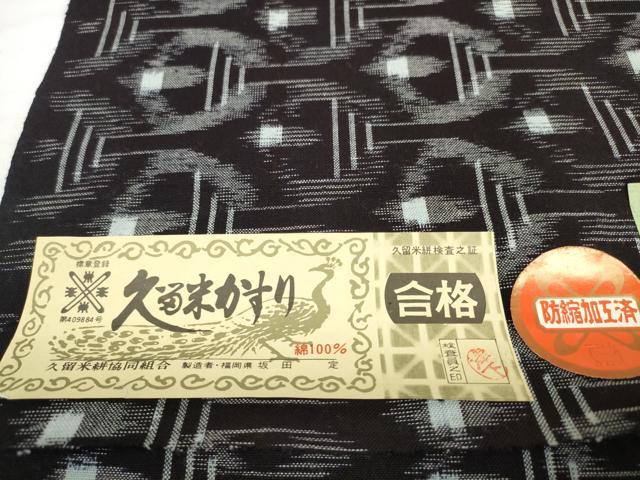 標章登録
第409884号
久留米かすり
綿100%
久留米絣協同組合 製造者・福岡県 坂田 定
久留米絣検査之証
合格
検査員之印
防縮加工済